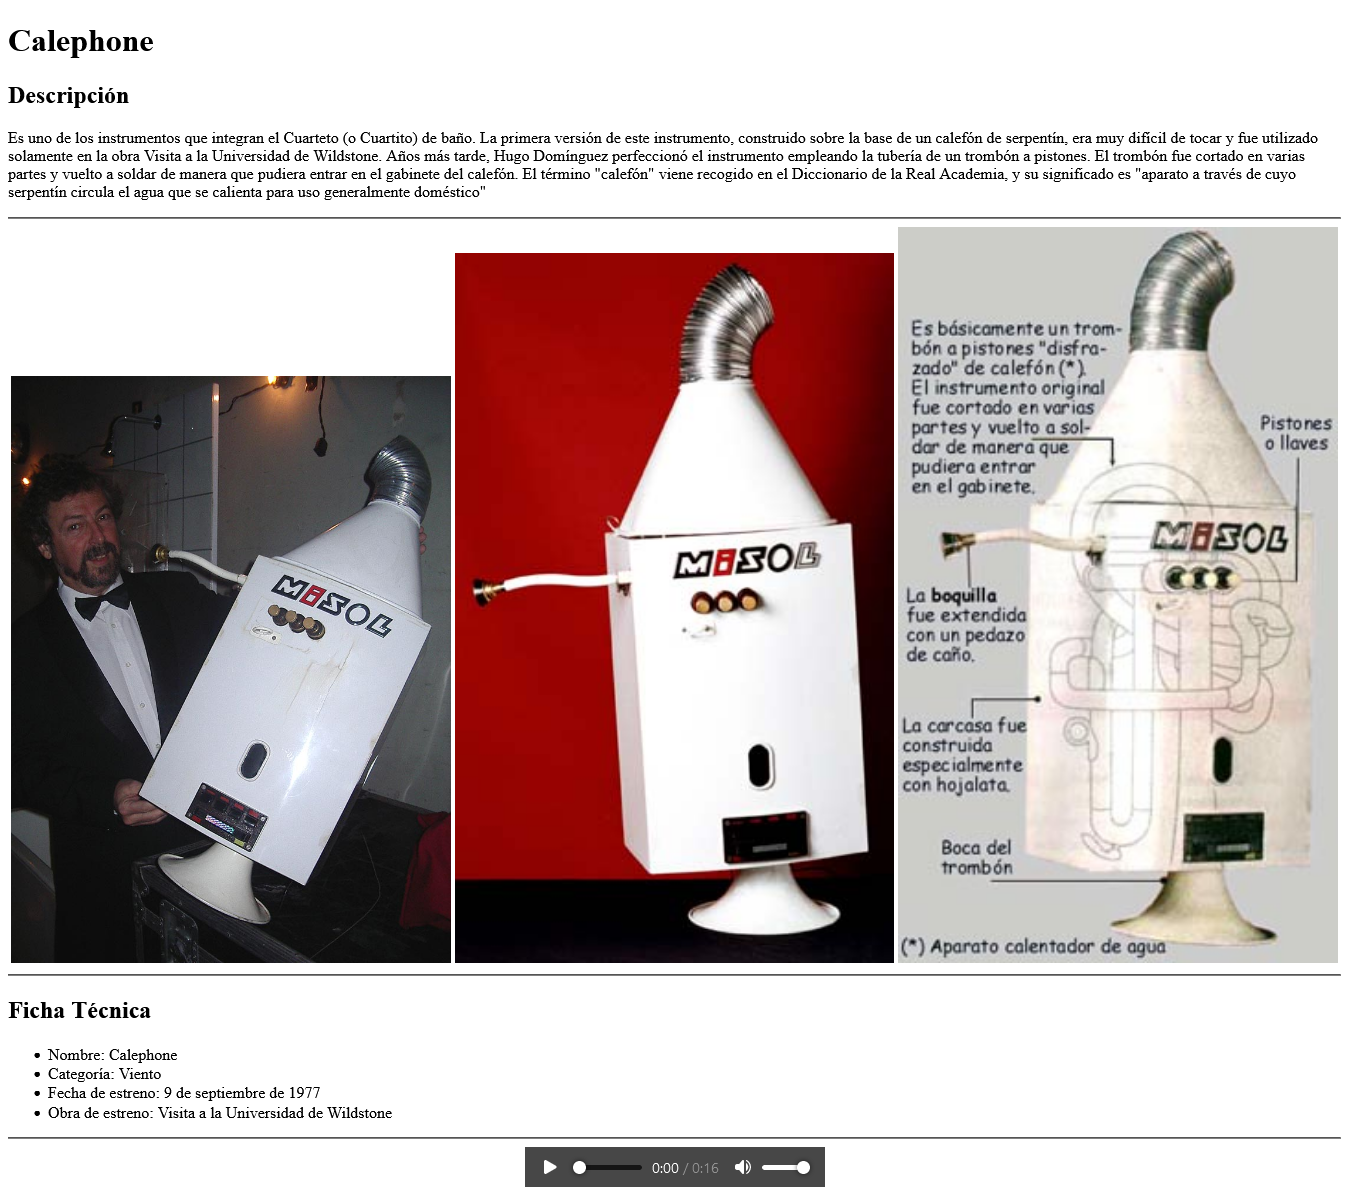 Calephone
Descripción
Es uno de los instrumentos que integran el Cuarteto (o Cuartito) de baño. La primera versión de este instrumento, construido sobre la base de un calefón de serpentín, era muy difícil de tocar y fue utilizado
solamente en la obra Visita a la Universidad de Wildstone. Años más tarde, Hugo Domínguez perfeccionó el instrumento empleando la tubería de un trombón a pistones. El trombón fue cortado en varias
partes y vuelto a soldar de manera que pudiera entrar en el gabinete del calefón. El término "calefón" viene recogido en el Diccionario de la Real Academia, y su significado es "aparato a través de cuyo
serpentín circula el agua que se calienta para uso generalmente doméstico"
MiSOL
MiSOL
Es básicamente un trom-
bón a pistones "disfra-
zado" de calefón (*).
El instrumento original
fue cortado en varias
partes y vuelto a sol-
dar de manera que
pudiera entrar
en el gabinete.
Pistones
o llaves
MiSOL
La boquilla
fue extendida
con un pedazo
de caño.
La carcasa fue
construida
especialmente
con hojalata.
Boca del
trombón
(*) Aparato calentador de agua
Ficha Técnica
Nombre: Calephone
Categoría: Viento
Fecha de estreno: 9 de septiembre de 1977
Obra de estreno: Visita a la Universidad de Wildstone
0:00 / 0:16